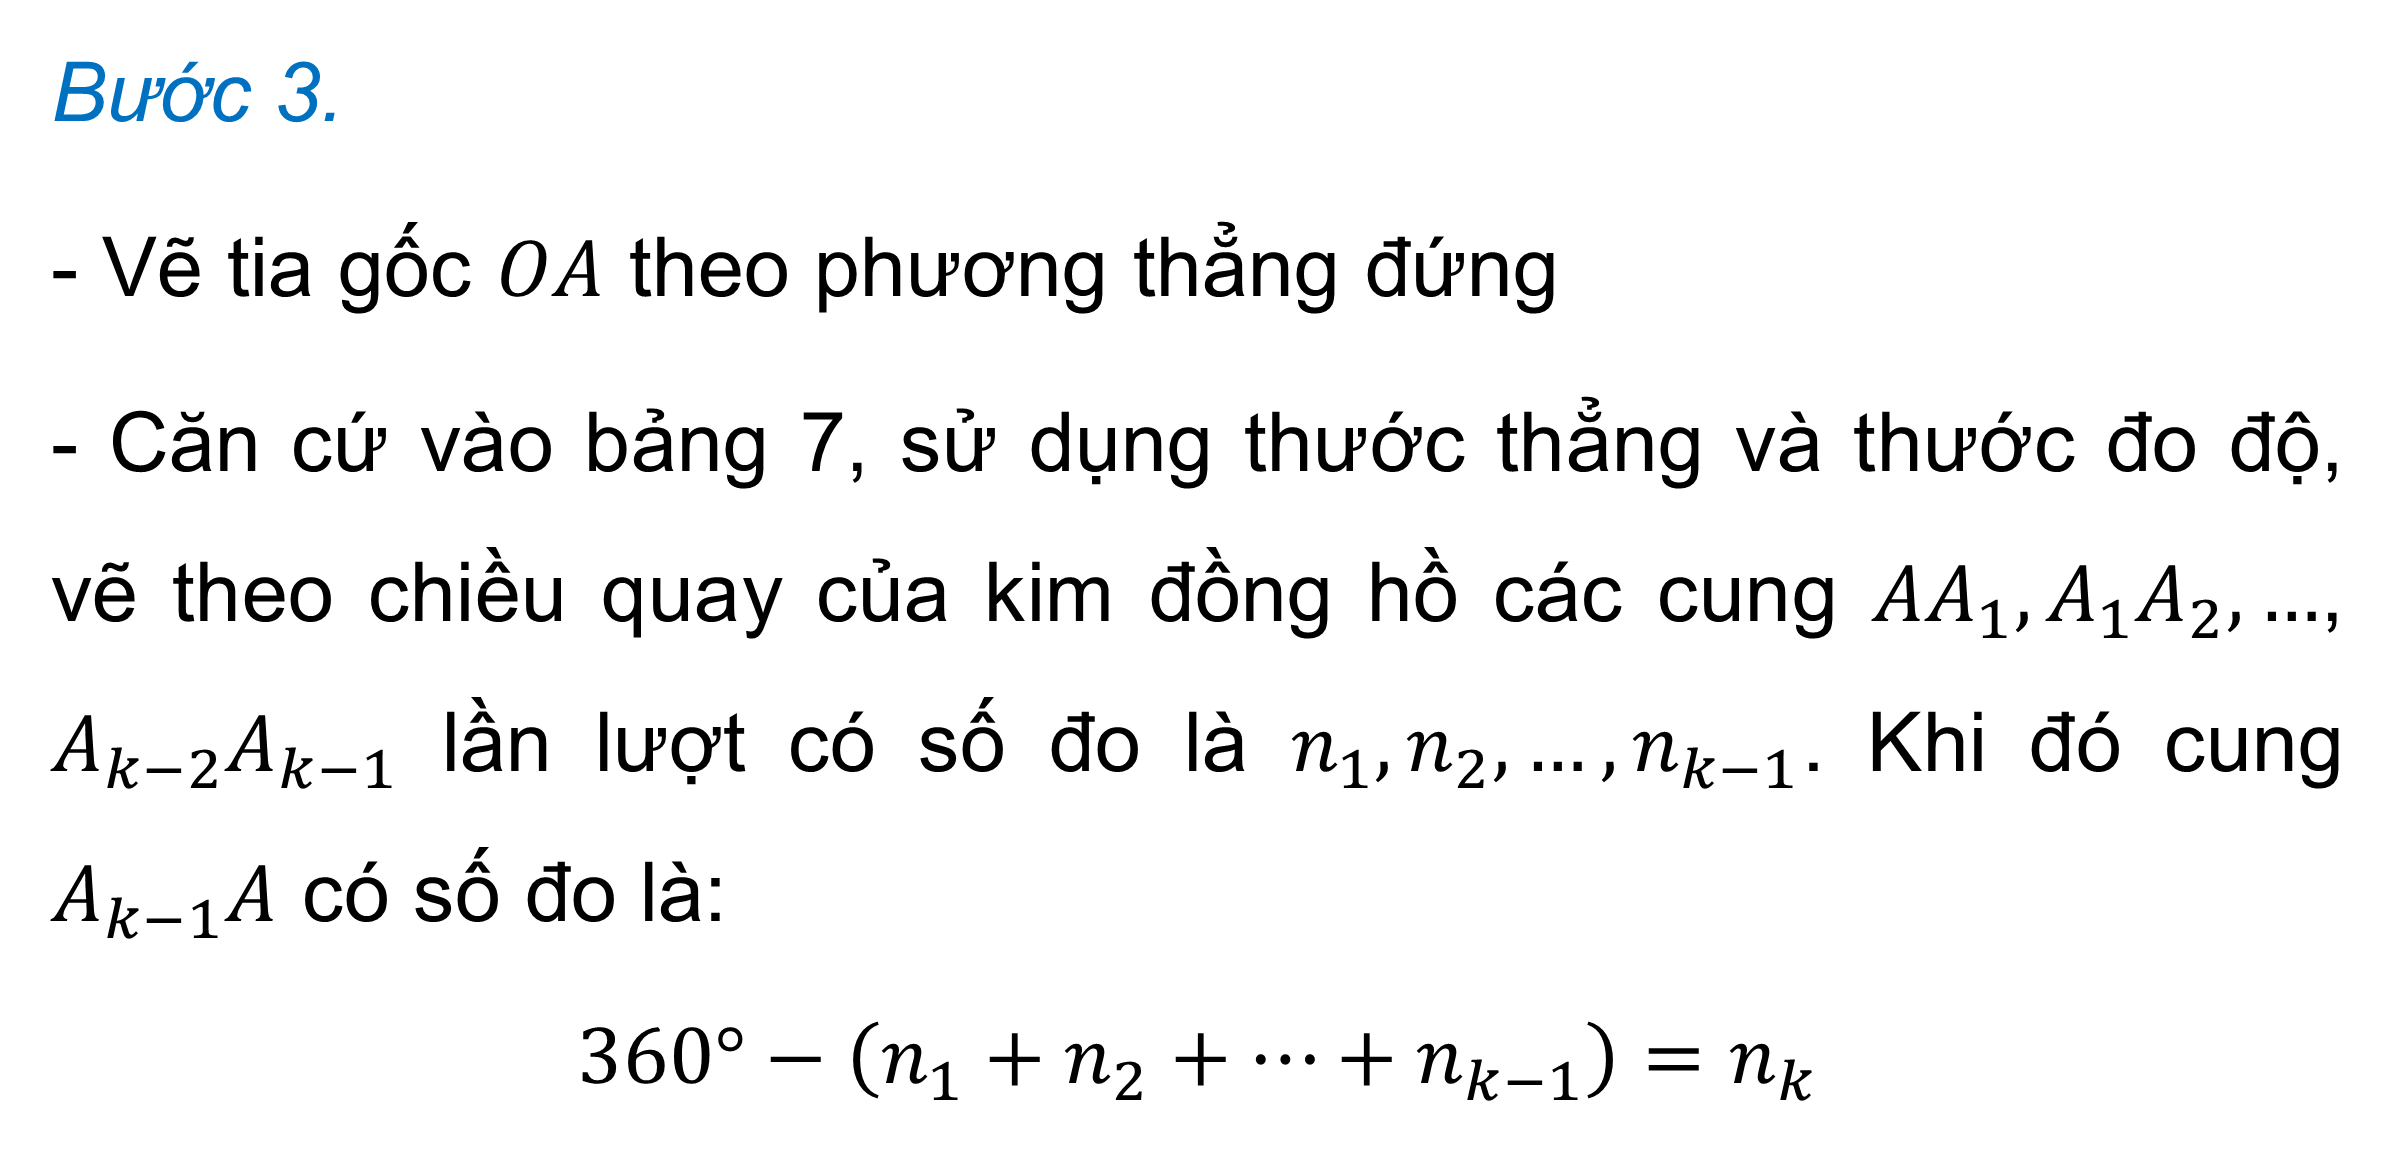 Bước 3.
- Vẽ tia gốc OA theo phương thẳng đứng
- Căn cứ vào bảng 7, sử dụng thước thẳng và thước đo độ,
vẽ theo chiều quay của kim đồng hồ các cung AA₁, A₁A₂, ...,
Aₖ₋₂Aₖ₋₁ lần lượt có số đo là n₁, n₂, ... , nₖ₋₁. Khi đó cung
Aₖ₋₁A có số đo là:
360° − (n₁ + n₂ + ⋯ + nₖ₋₁) = nₖ